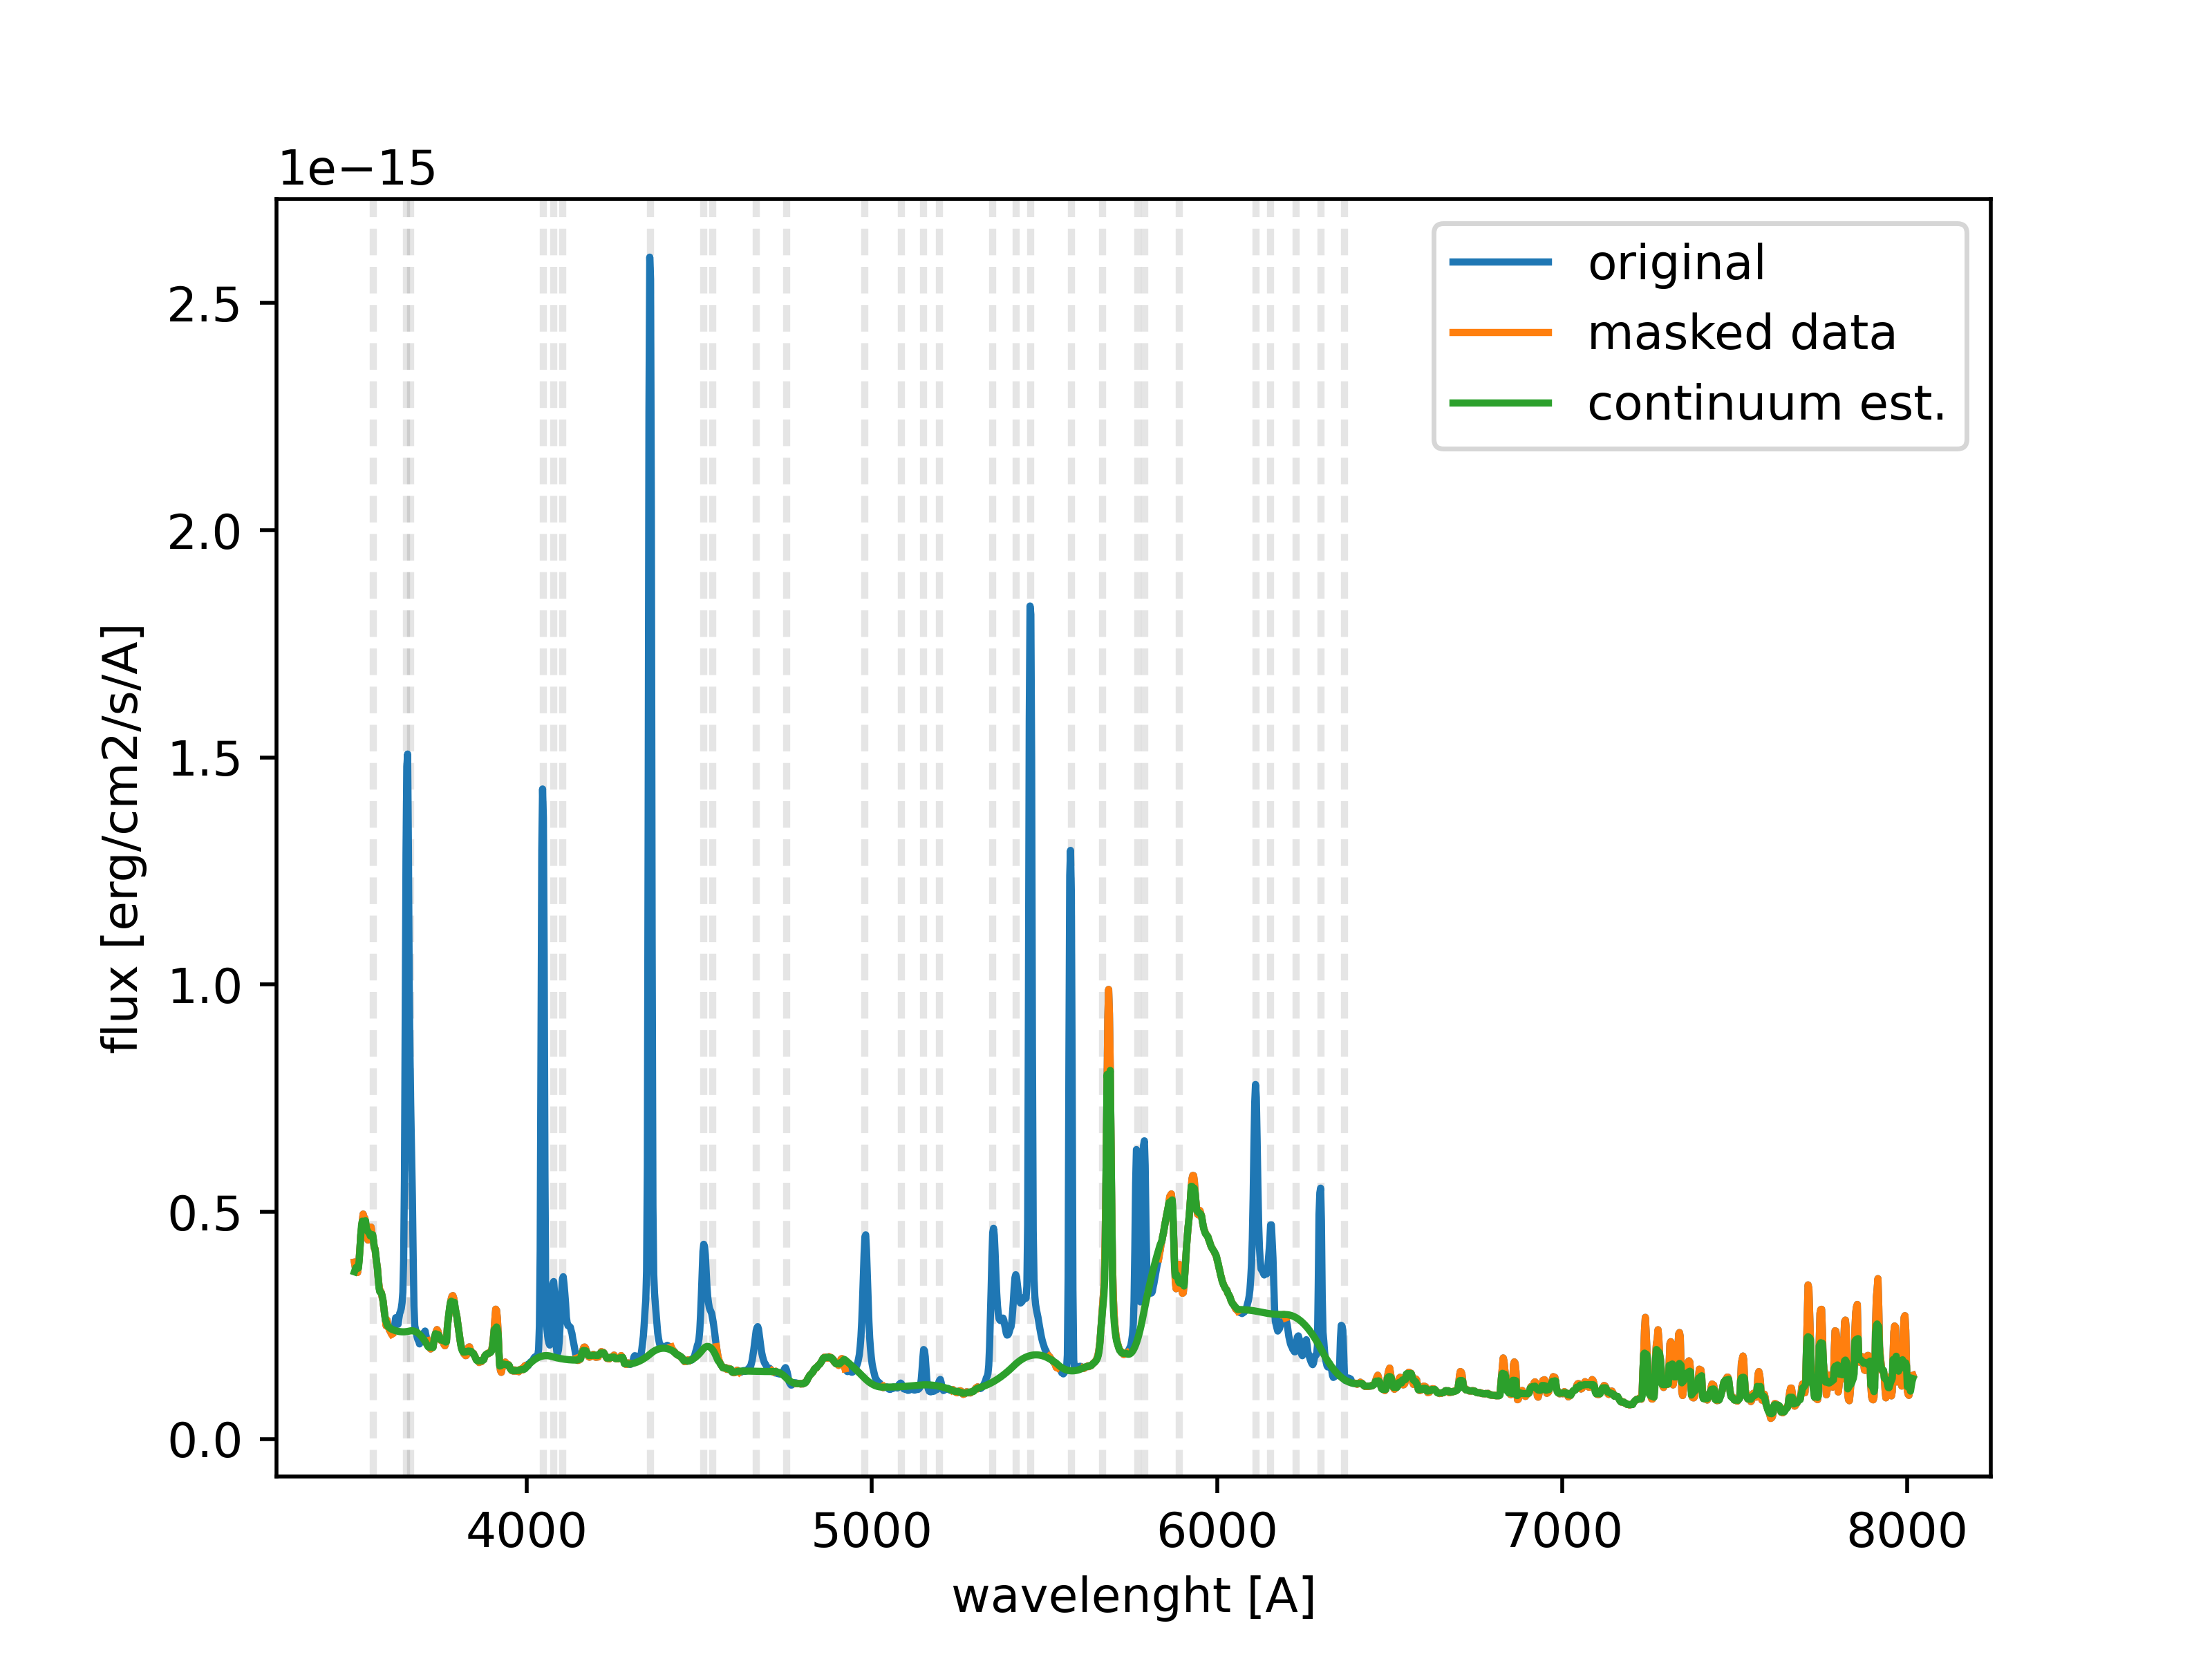 1e−15
original
masked data
continuum est.
2.5
2.0
1.5
1.0
0.5
0.0
flux [erg/cm2/s/A]
4000 5000 6000 7000 8000
wavelenght [A]